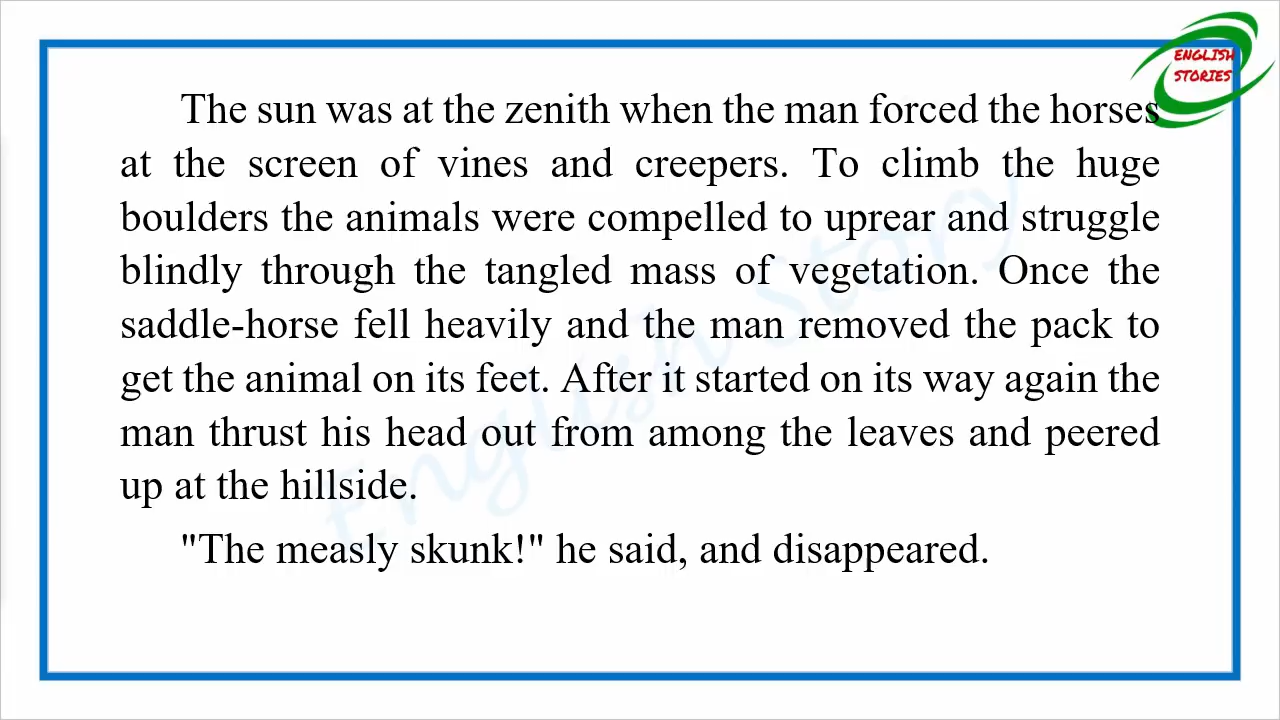 ENGLISH
STORIES
The sun was at the zenith when the man forced the horses
at the screen of vines and creepers. To climb the huge
boulders the animals were compelled to uprear and struggle
blindly through the tangled mass of vegetation. Once the
saddle-horse fell heavily and the man removed the pack to
get the animal on its feet. After it started on its way again the
man thrust his head out from among the leaves and peered
up at the hillside.
"The measly skunk!" he said, and disappeared.
English Story